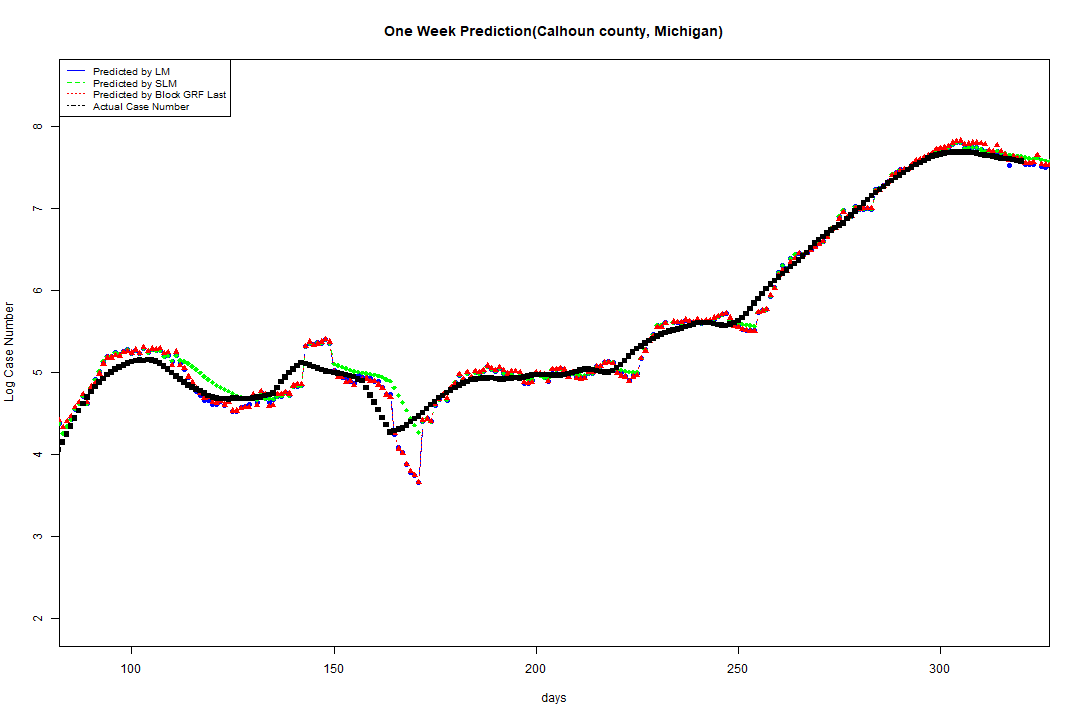 One Week Prediction(Calhoun county, Michigan)
Predicted by LM
Predicted by SLM
Predicted by Block GRF Last
Actual Case Number
Log Case Number
8
7
6
5
4
3
2
100 150 200 250 300
days